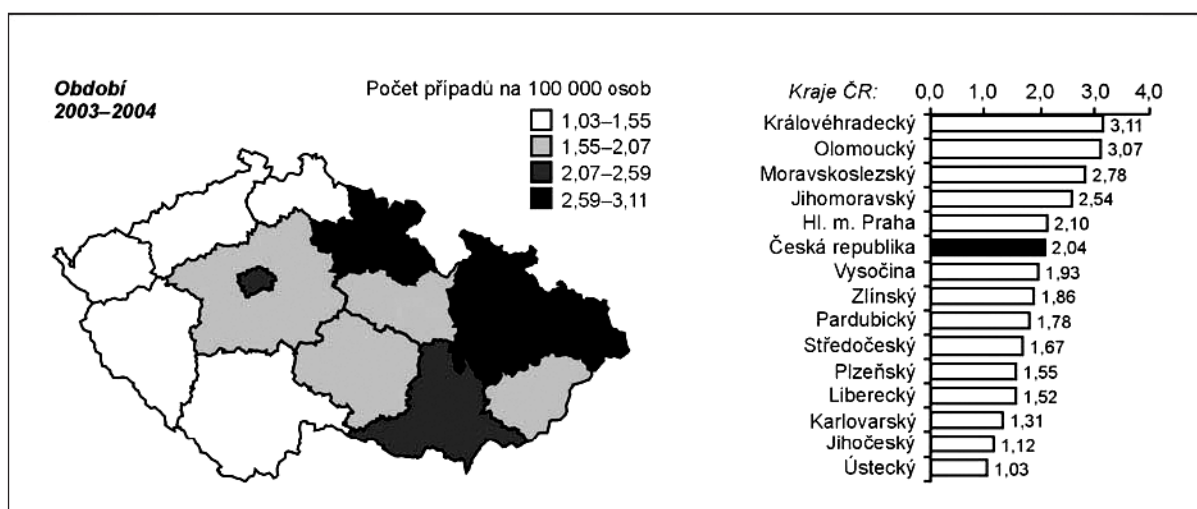 Období
2003–2004
Počet případů na 100 000 osob
1,03–1,55
1,55–2,07
2,07–2,59
2,59–3,11
Kraje ČR: 0,0 1,0 2,0 3,0 4,0
Královéhradecký 3,11
Olomoucký 3,07
Moravskoslezský 2,78
Jihomoravský 2,54
Hl. m. Praha 2,10
Česká republika 2,04
Vysočina 1,93
Zlínský 1,86
Pardubický 1,78
Středočeský 1,67
Plzeňský 1,55
Liberecký 1,52
Karlovarský 1,31
Jihočeský 1,12
Ústecký 1,03